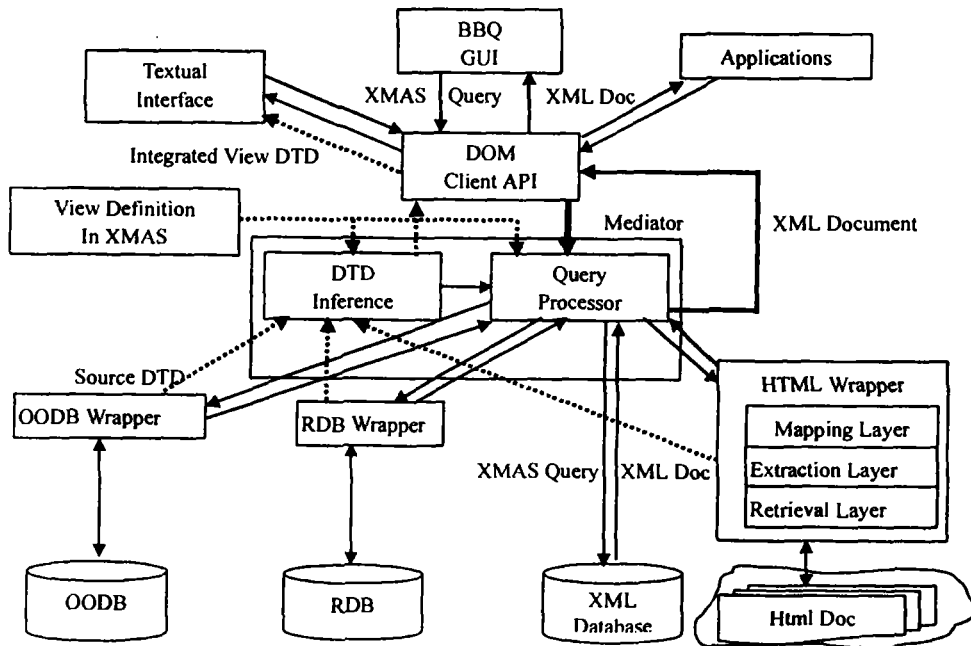 BBQ
GUI
Textual
Interface
Applications
XMAS Query
XML Doc
Integrated View DTD
DOM
Client API
View Definition
In XMAS
Mediator
XML Document
DTD
Inference
Query
Processor
Source DTD
OODB Wrapper
RDB Wrapper
HTML Wrapper
Mapping Layer
Extraction Layer
Retrieval Layer
XMAS Query
XML Doc
OODB
RDB
XML
Database
Html Doc